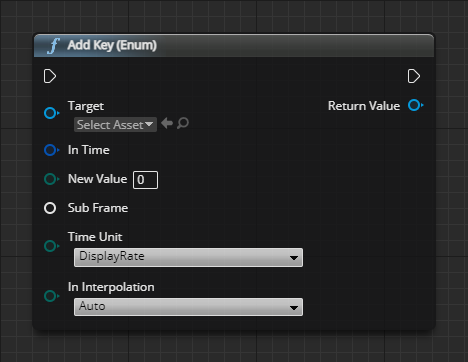 f Add Key (Enum)
Target
Return Value
Select Asset
In Time
New Value 0
Sub Frame
Time Unit
DisplayRate
In Interpolation
Auto